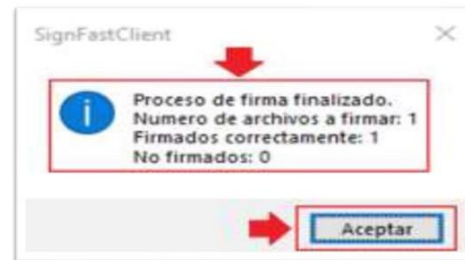 SignFastClient
Proceso de firma finalizado.
Numero de archivos a firmar: 1
Firmados correctamente: 1
No firmados: 0
Aceptar